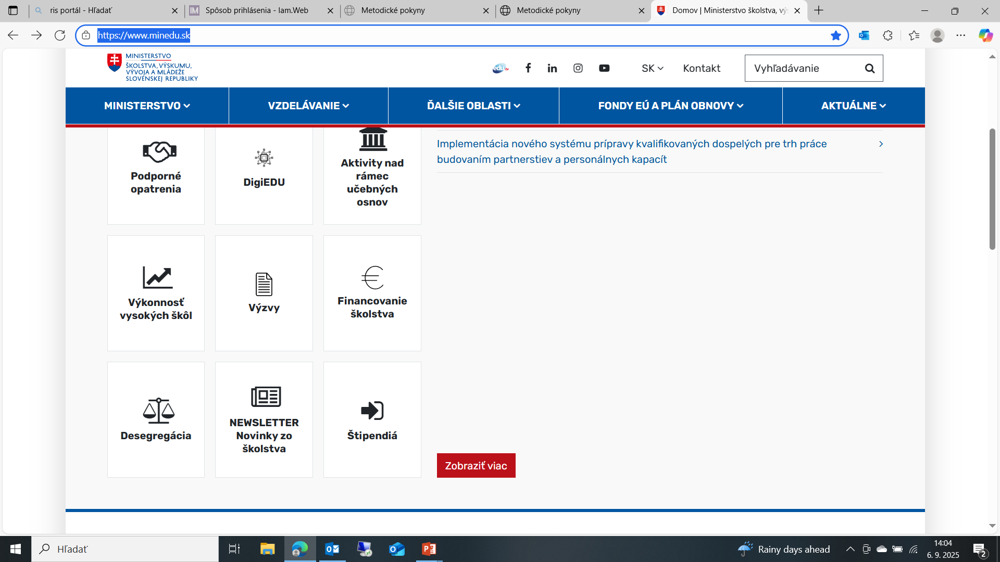 ris portál - Hľadať
Spôsob prihlásenia - Iam.Web
Metodické pokyny
Metodické pokyny
Domov | Ministerstvo školstva, vý
https://www.minedu.sk
MINISTERSTVO
ŠKOLSTVA, VÝSKUMU,
VÝVOJA A MLÁDEŽE
SLOVENSKEJ REPUBLIKY
edu tv
SK
Kontakt
Vyhľadávanie
MINISTERSTVO
VZDELÁVANIE
ĎALŠIE OBLASTI
FONDY EÚ A PLÁN OBNOVY
AKTUÁLNE
Podporné
opatrenia
DigiEDU
Aktivity nad
rámec
učebných
osnov
Implementácia nového systému prípravy kvalifikovaných dospelých pre trh práce
budovaním partnerstiev a personálnych kapacít
Výkonnosť
vysokých škôl
Výzvy
Financovanie
školstva
Desegregácia
NEWSLETTER
Novinky zo
školstva
Štipendiá
Zobraziť viac
Hľadať
Rainy days ahead
14:04
6. 9. 2025
2